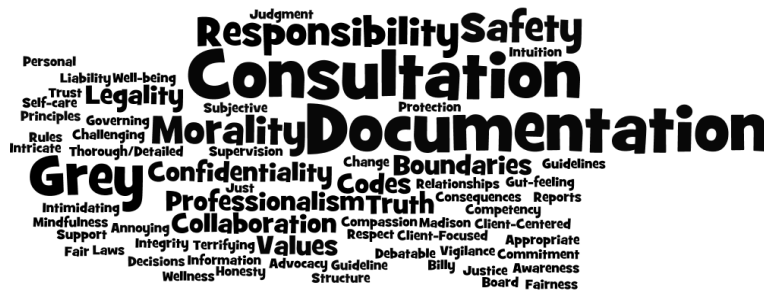 Judgment
Responsibility Safety
Intuition
Personal
Consultation
Liability Well-being
Trust Legality
Self-care
Subjective Protection
Principles Governing
Morality Documentation
Rules Challenging
Intricate Thorough/Detailed Supervision
Grey Confidentiality Change Boundaries Guidelines
Just Codes Relationships Gut-feeling
Professionalism Truth Consequences Reports
Intimidating Competency
Mindfulness Annoying Collaboration Compassion Madison Client-Centered
Support Integrity Terrifying Values Respect Client-Focused Appropriate
Fair Laws Debatable Vigilance Commitment
Decisions Information Advocacy Guideline Billy Justice Awareness
Wellness Honesty Structure Board Fairness